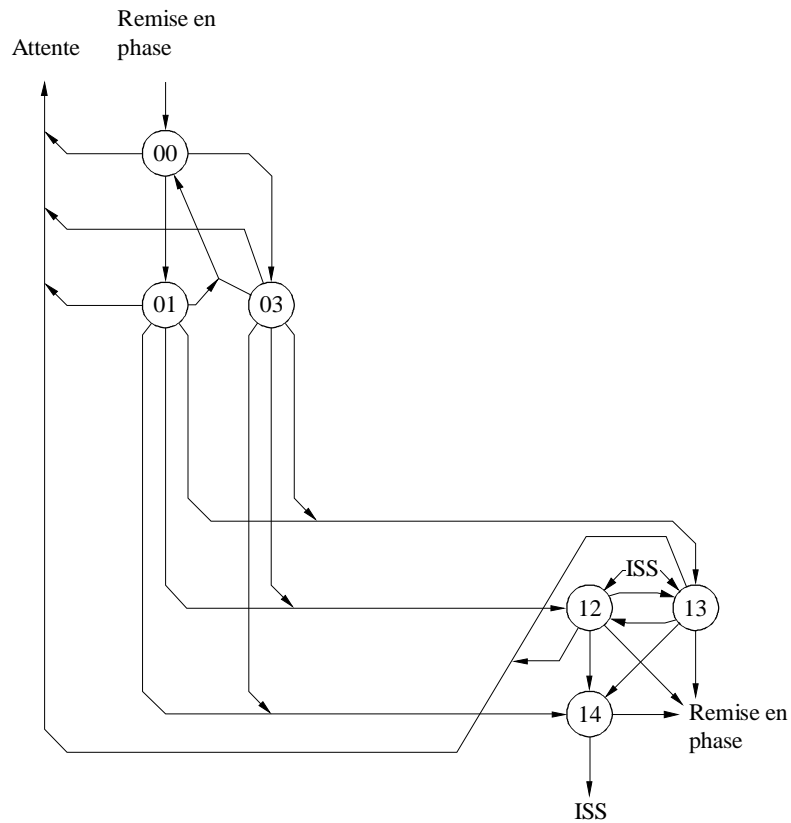 Remise en
phase
Attente
00
01
03
ISS
12
13
14
Remise en
phase
ISS